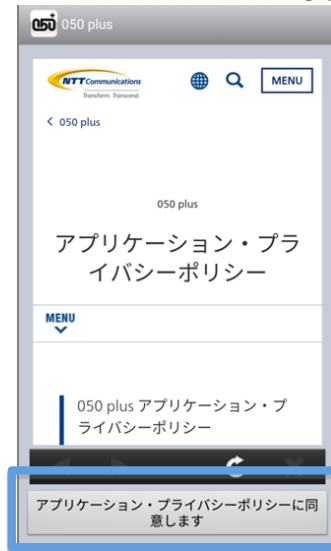 050 050 plus
NTT Communications
Transform. Transcend.
MENU
< 050 plus
050 plus
アプリケーション・プラ
イバシーポリシー
MENU
050 plus アプリケーション・プ
ライバシーポリシー
アプリケーション・プライバシーポリシーに同
意します